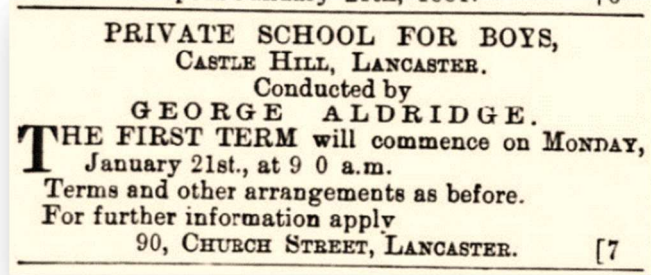 PRIVATE SCHOOL FOR BOYS,
CASTLE HILL, LANCASTER.
Conducted by
GEORGE ALDRIDGE.
THE FIRST TERM will commence on MONDAY,
January 21st., at 9 0 a.m.
Terms and other arrangements as before.
For further information apply
90, CHURCH STREET, LANCASTER. [7